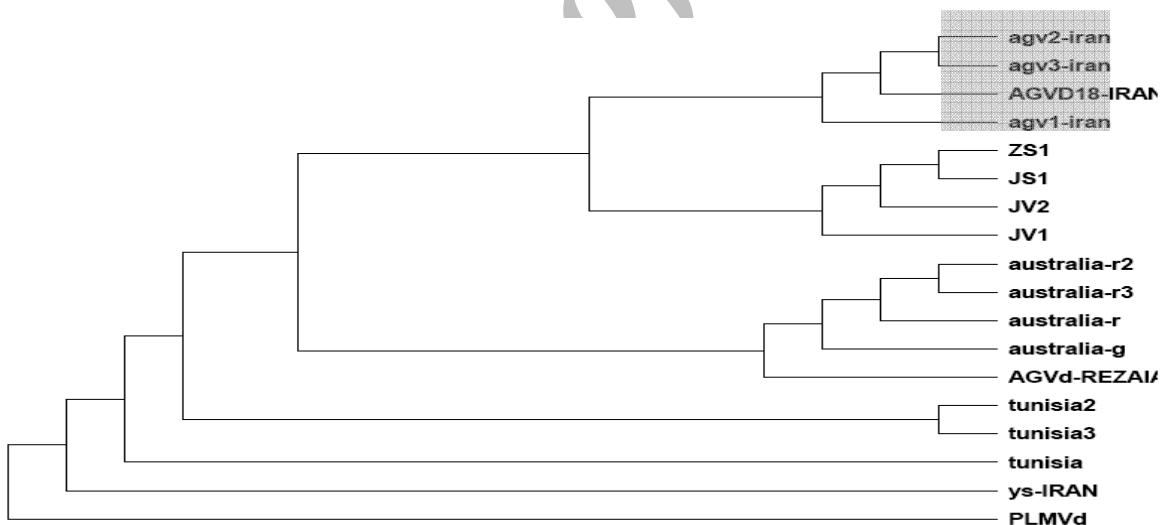 agv2-iran
agv3-iran
AGVD18-IRAN
agv1-iran
ZS1
JS1
JV2
JV1
australia-r2
australia-r3
australia-r
australia-g
AGVd-REZAIA
tunisia2
tunisia3
tunisia
ys-IRAN
PLMVd